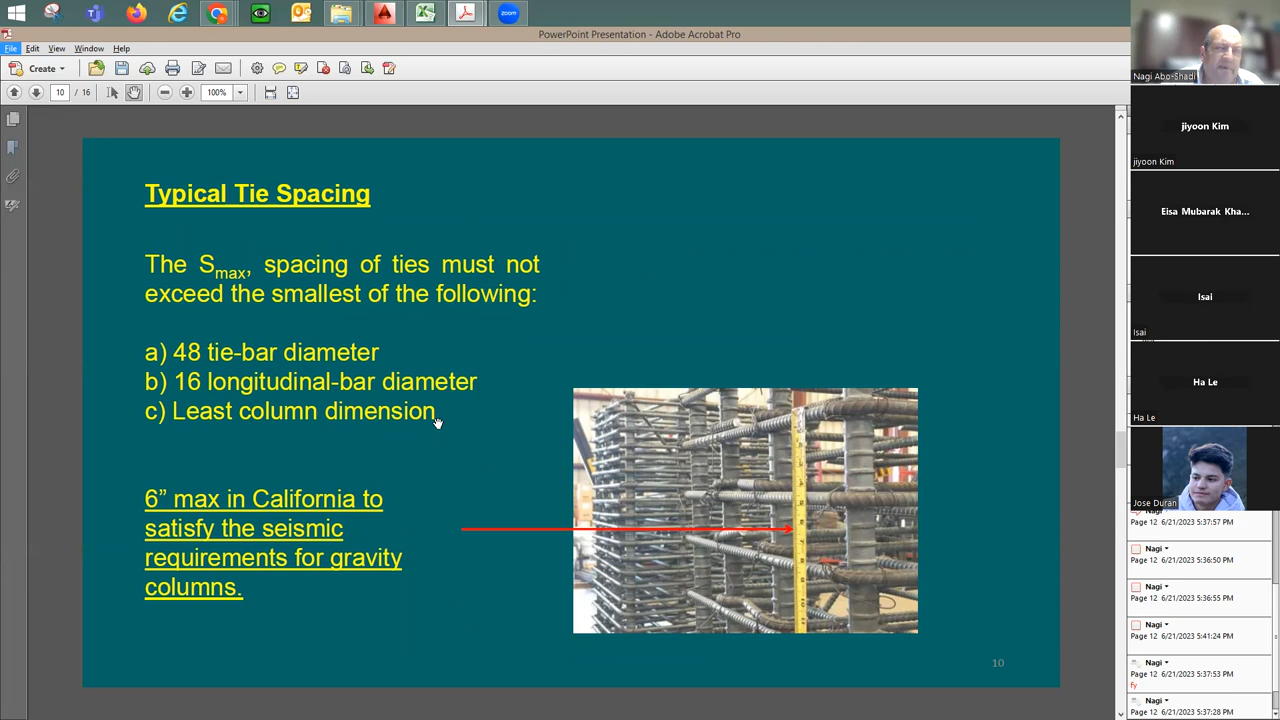 zoom
PowerPoint Presentation - Adobe Acrobat Pro
File Edit View Window Help
Create
10 / 16
100%
Typical Tie Spacing
The Smax, spacing of ties must not
exceed the smallest of the following:
a) 48 tie-bar diameter
b) 16 longitudinal-bar diameter
c) Least column dimension
6” max in California to
satisfy the seismic
requirements for gravity
columns.
10
Nagi Abo-Shadi
jiyoon Kim
jiyoon Kim
Eisa Mubarak Kha...
Isai
Isai
Ha Le
Ha Le
Jose Duran
Page 12 6/21/2023 5:37:57 PM
Nagi
Page 12 6/21/2023 5:36:50 PM
Nagi
Page 12 6/21/2023 5:36:55 PM
Nagi
Page 12 6/21/2023 5:41:24 PM
Nagi
Page 12 6/21/2023 5:37:53 PM
fy
Nagi
Page 12 6/21/2023 5:37:28 PM